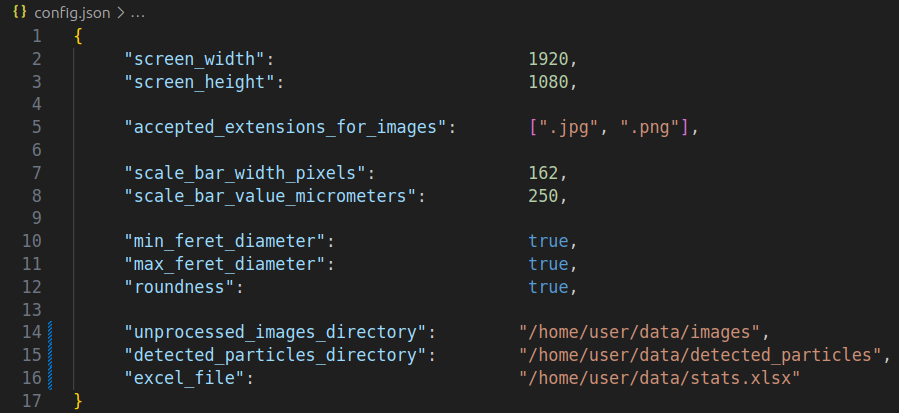 {} config.json > ...
1 {
2 "screen_width": 1920,
3 "screen_height": 1080,
4
5 "accepted_extensions_for_images": [".jpg", ".png"],
6
7 "scale_bar_width_pixels": 162,
8 "scale_bar_value_micrometers": 250,
9
10 "min_feret_diameter": true,
11 "max_feret_diameter": true,
12 "roundness": true,
13
14 "unprocessed_images_directory": "/home/user/data/images",
15 "detected_particles_directory": "/home/user/data/detected_particles",
16 "excel_file": "/home/user/data/stats.xlsx"
17 }